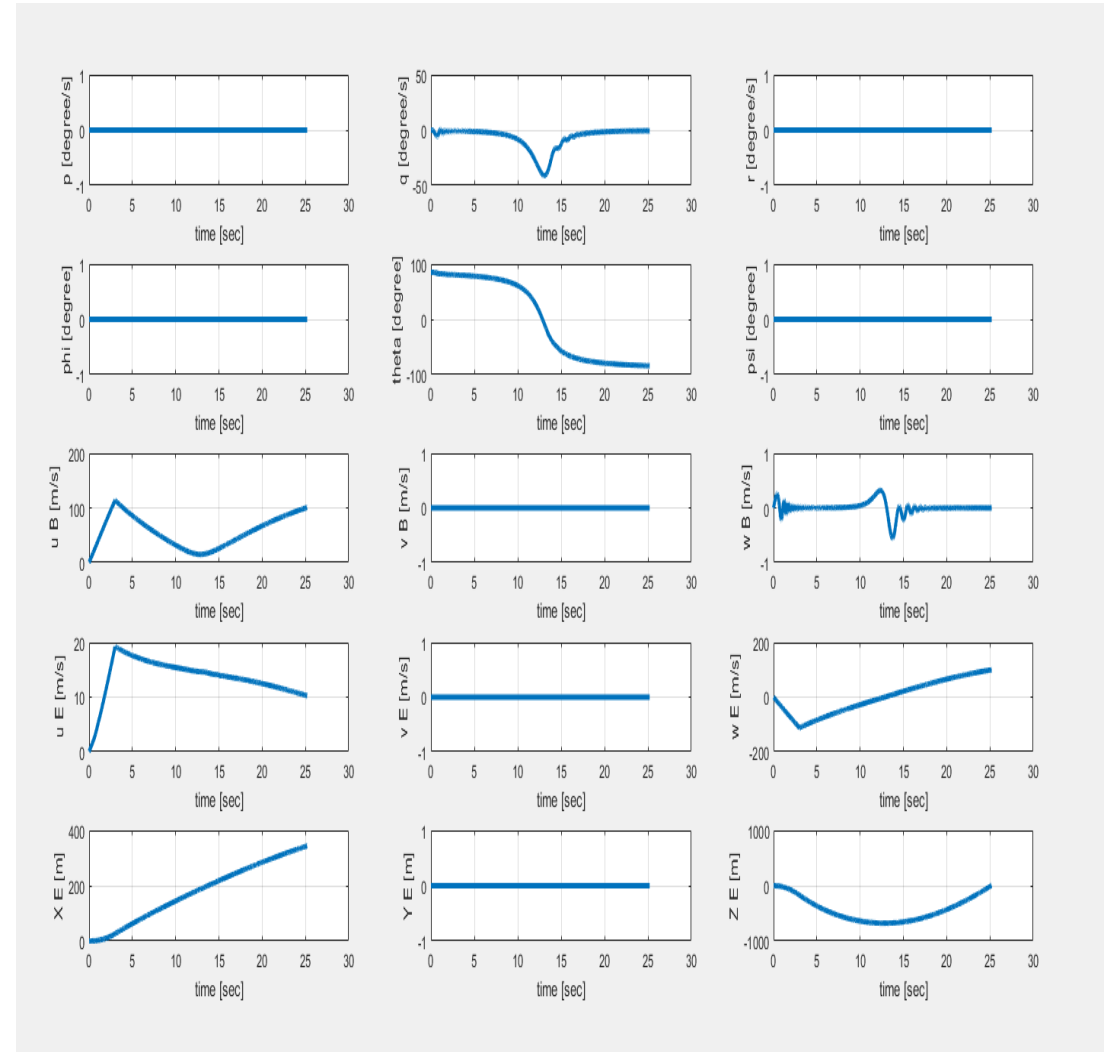 p [degree/s]
1
0
-1
0 5 10 15 20 25 30
time [sec]
q [degree/s]
50
0
-50
0 5 10 15 20 25 30
time [sec]
r [degree/s]
1
0
-1
0 5 10 15 20 25 30
time [sec]
phi [degree]
1
0
-1
0 5 10 15 20 25 30
time [sec]
theta [degree]
100
0
-100
0 5 10 15 20 25 30
time [sec]
psi [degree]
1
0
-1
0 5 10 15 20 25 30
time [sec]
u B [m/s]
200
100
0
0 5 10 15 20 25 30
time [sec]
v B [m/s]
1
0
-1
0 5 10 15 20 25 30
time [sec]
w B [m/s]
1
0
-1
0 5 10 15 20 25 30
time [sec]
u E [m/s]
20
10
0
0 5 10 15 20 25 30
time [sec]
v E [m/s]
1
0
-1
0 5 10 15 20 25 30
time [sec]
w E [m/s]
200
0
-200
0 5 10 15 20 25 30
time [sec]
X E [m]
400
200
0
0 5 10 15 20 25 30
time [sec]
Y E [m]
1
0
-1
0 5 10 15 20 25 30
time [sec]
Z E [m]
1000
0
-1000
0 5 10 15 20 25 30
time [sec]